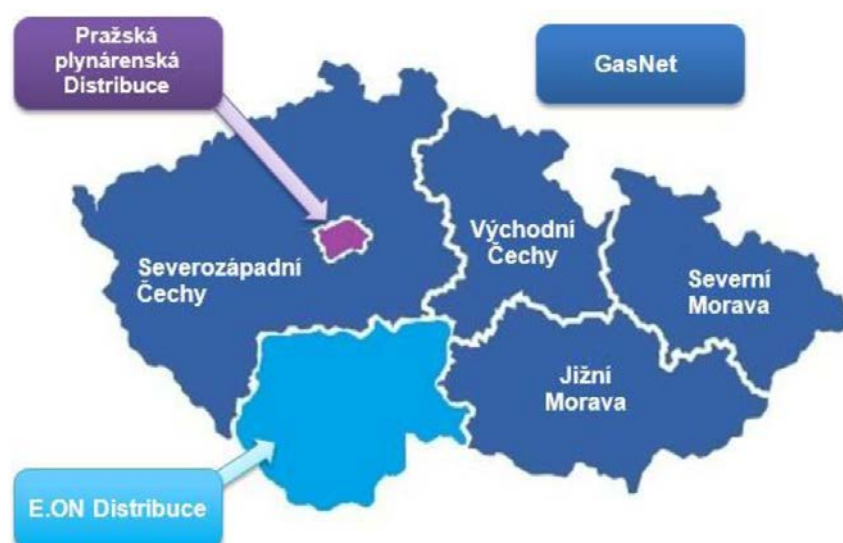 Pražská
plynárenská
Distribuce
GasNet
Severozápadní
Čechy
Východní
Čechy
Severní
Morava
Jižní
Morava
E.ON Distribuce